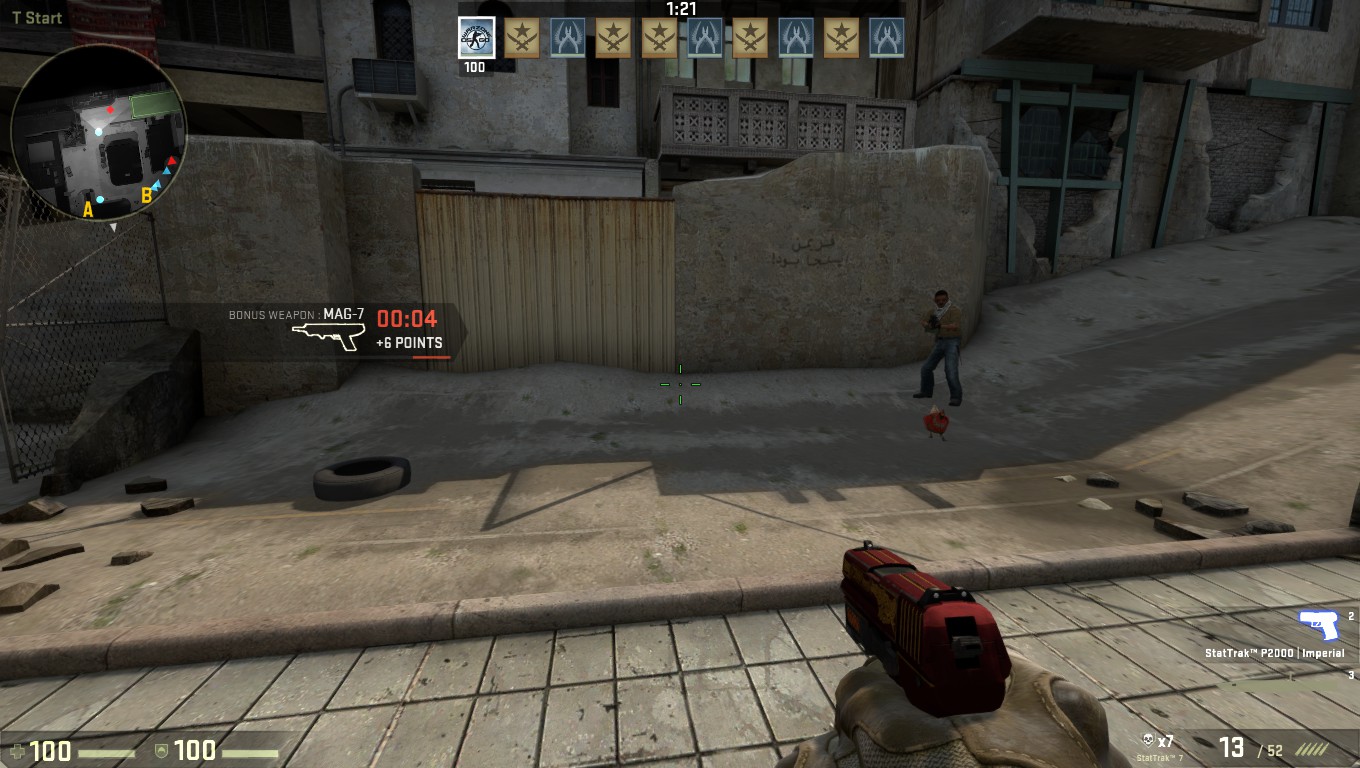 T Start
1:21
100
BONUS WEAPON : MAG-7
00:04
+6 POINTS
A
B
2
StatTrak™ P2000 | Imperial
3
x7
StatTrak™ 7
13 / 52
100
100